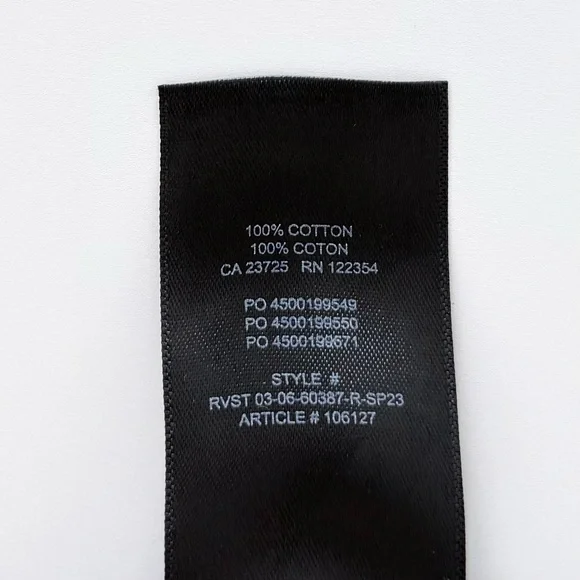 100% COTTON
100% COTON
CA 23725 RN 122354
PO 4500199549
PO 4500199550
PO 4500199671
STYLE #
RVST 03-06-60387-R-SP23
ARTICLE # 106127